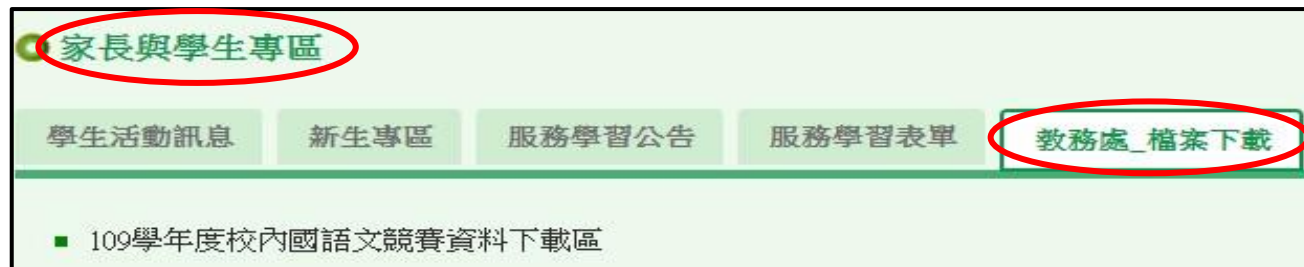 家長與學生專區
學生活動訊息 新生專區 服務學習公告 服務學習表單 教務處_檔案下載
109學年度校內國語文競賽資料下載區